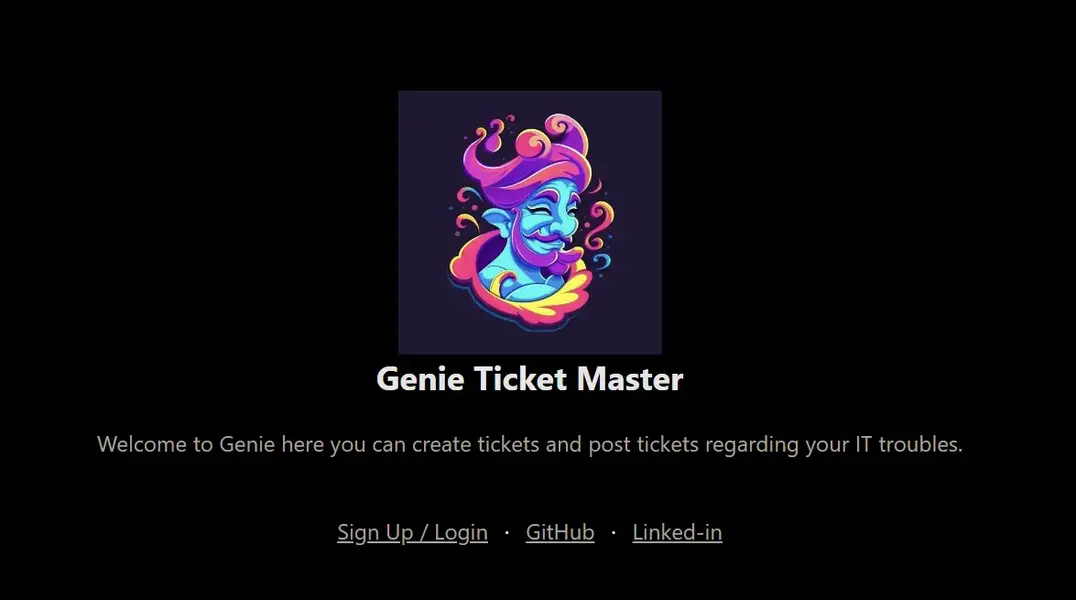 Genie Ticket Master
Welcome to Genie here you can create tickets and post tickets regarding your IT troubles.
Sign Up / Login · GitHub · Linked-in